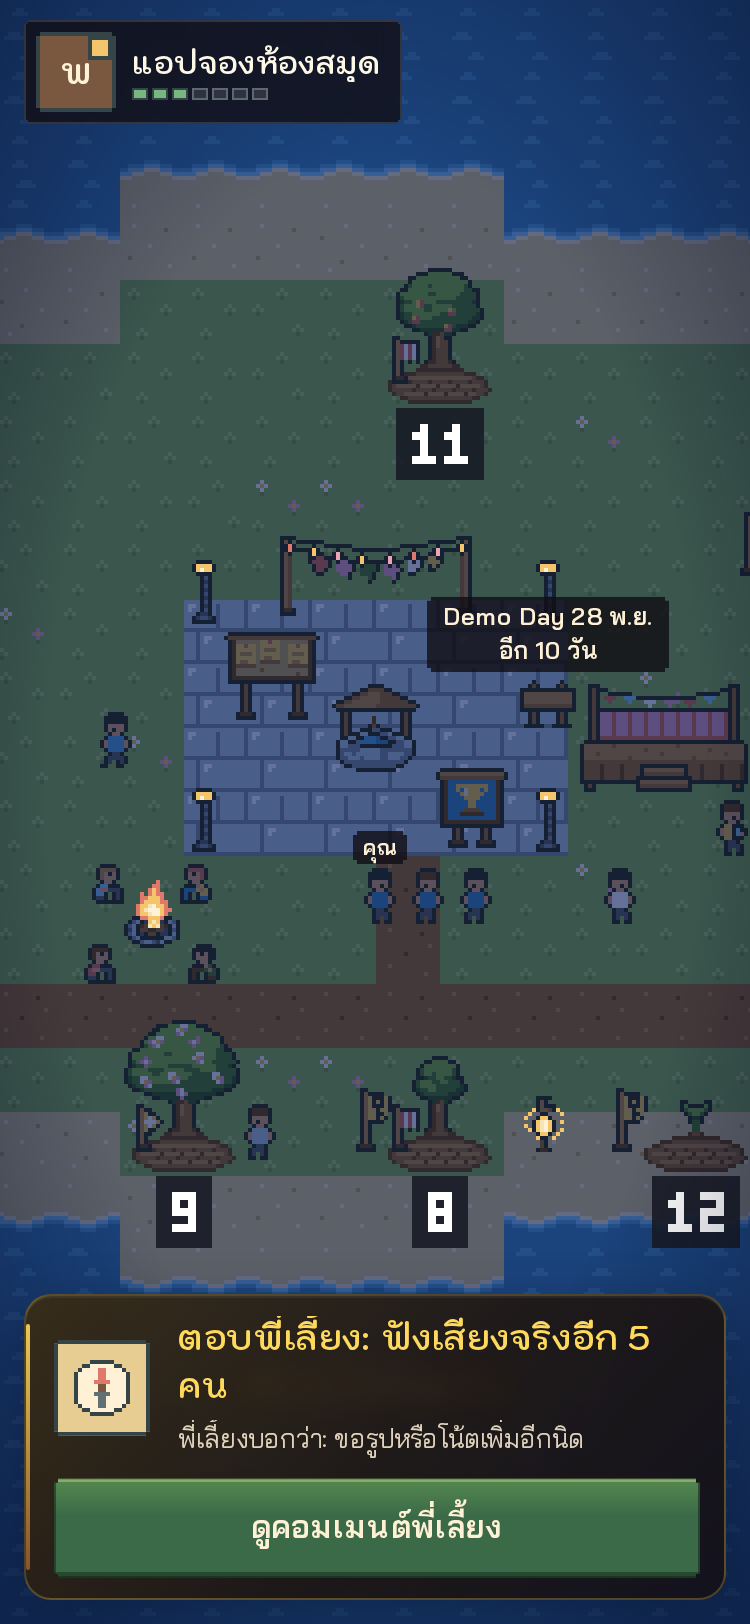 พ
แอปจองห้องสมุด
11
Demo Day 28 พ.ย.
อีก 10 วัน
คุณ
9
8
12
ตอบพี่เลี้ยง: ฟังเสียงจริงอีก 5
คน
พี่เลี้ยงบอกว่า: ขอรูปหรือโน้ตเพิ่มอีกนิด
ดูคอมเมนต์พี่เลี้ยง